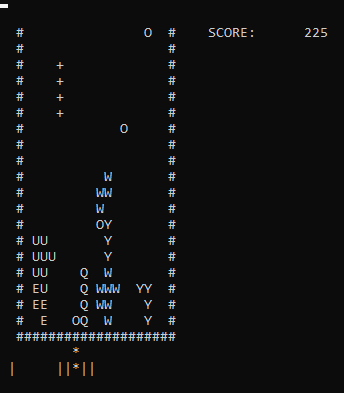 #               O  #    SCORE:      225
#                  #
#    +             #
#    +             #
#    +             #
#    +             #
#            O     #
#                  #
#                  #
#          W       #
#         WW       #
#         W        #
#         OY       #
# UU       Y       #
# UUU      Y       #
# UU    Q  W       #
# EU    Q WWW  YY  #
# EE    Q WW    Y  #
#  E   OQ  W    Y  #
####################
       *
|     ||*||       |